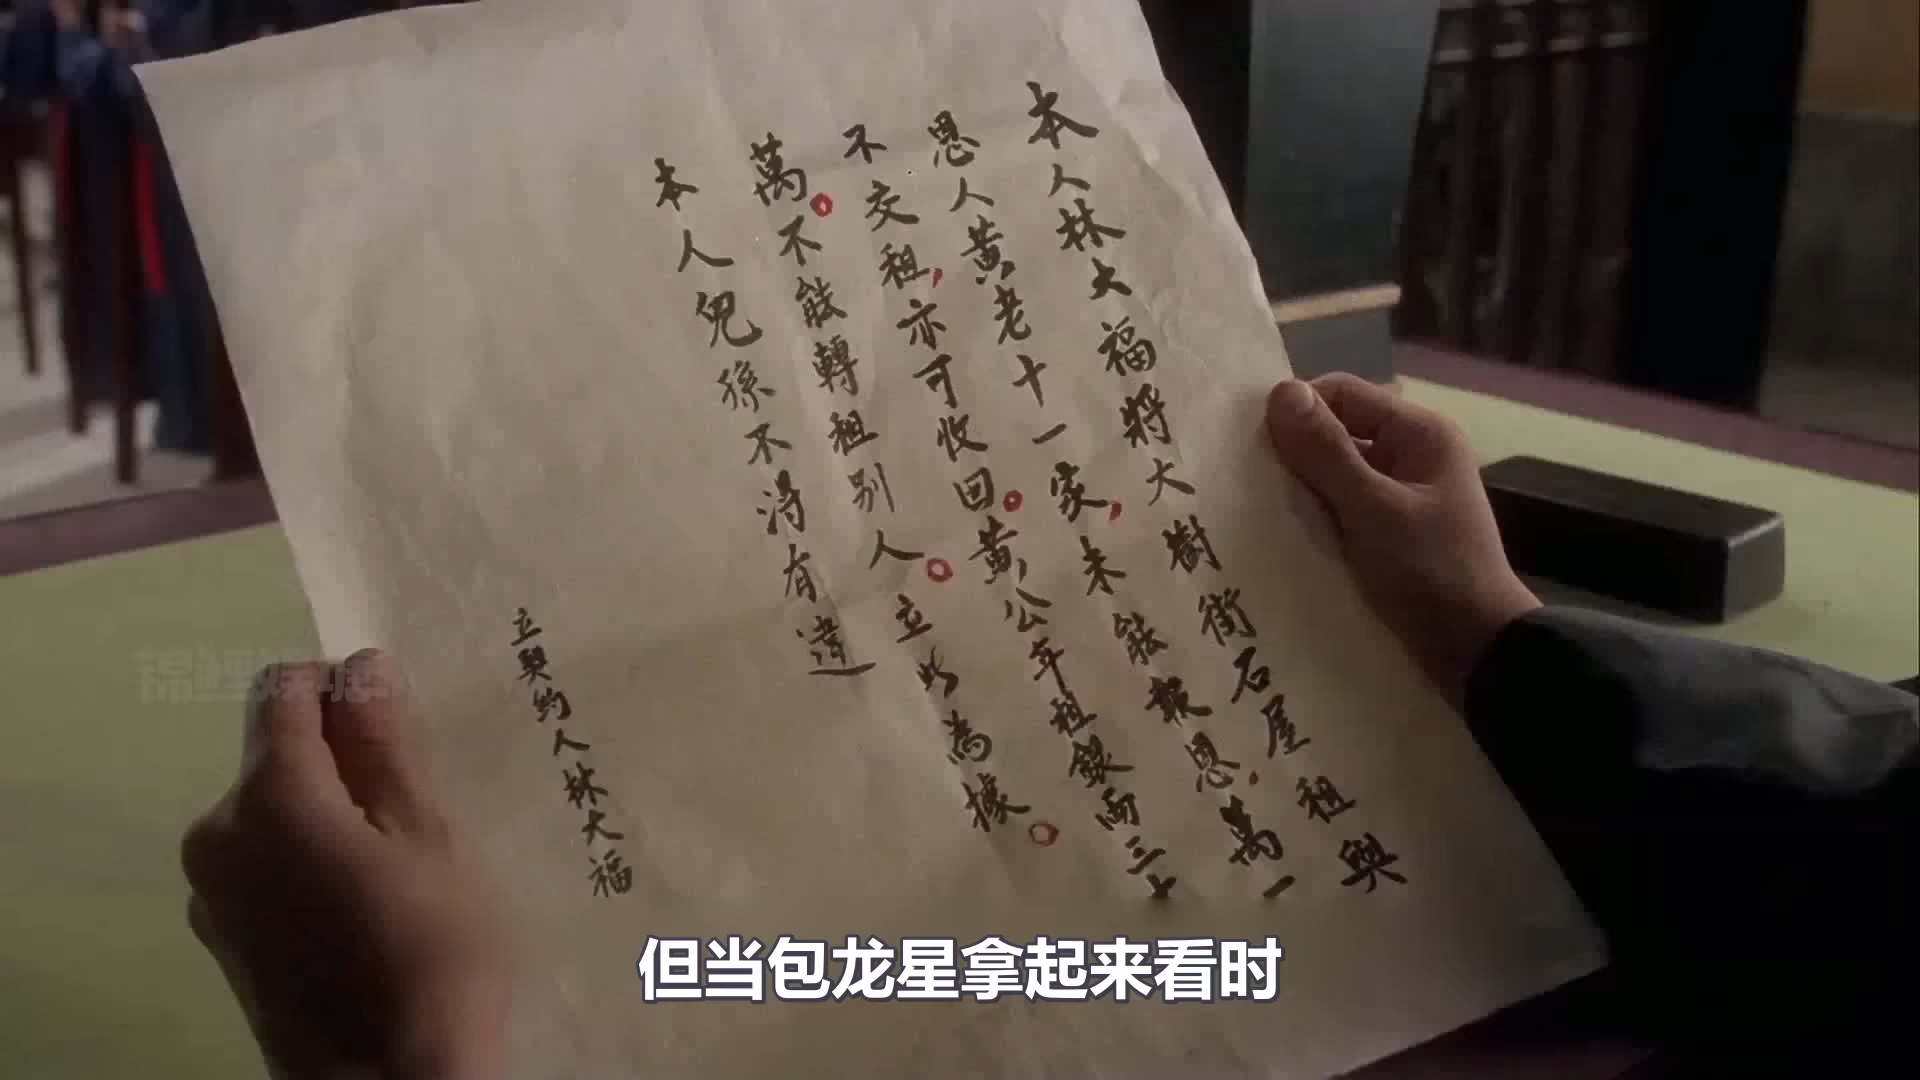 本人林大福將大樹街石屋租與
恩人黃老十一家,未能報恩,萬一
不交租,亦可收回。黃公年租銀兩三十
萬。不能轉租別人。立此為據。
本人兒孫不得有違
立與约人林大福
但当包龙星拿起来看时